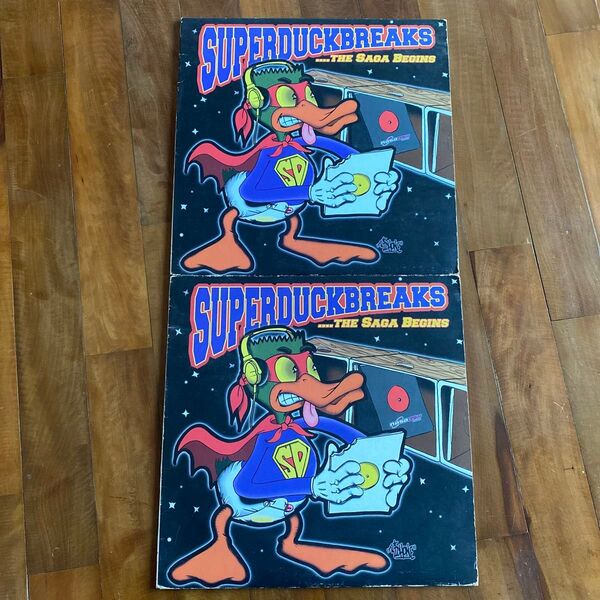 SUPERDUCKBREAKS
....THE SAGA BEGINS
SD
SUPERDUCKBREAKS
....THE SAGA BEGINS
SD